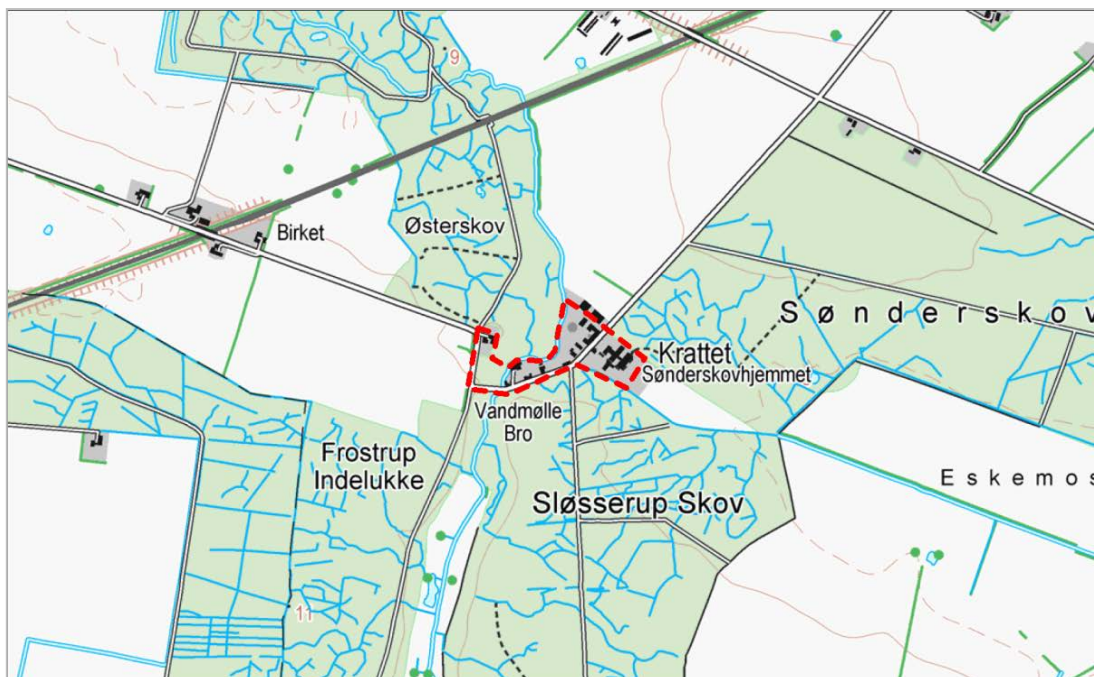 9
Østerskov
Birket
Sønderskov
Krattet
Sønderskovhjemmet
Vandmølle
Bro
Frostrup
Indelukke
Eskemos
Sløsserup Skov
11